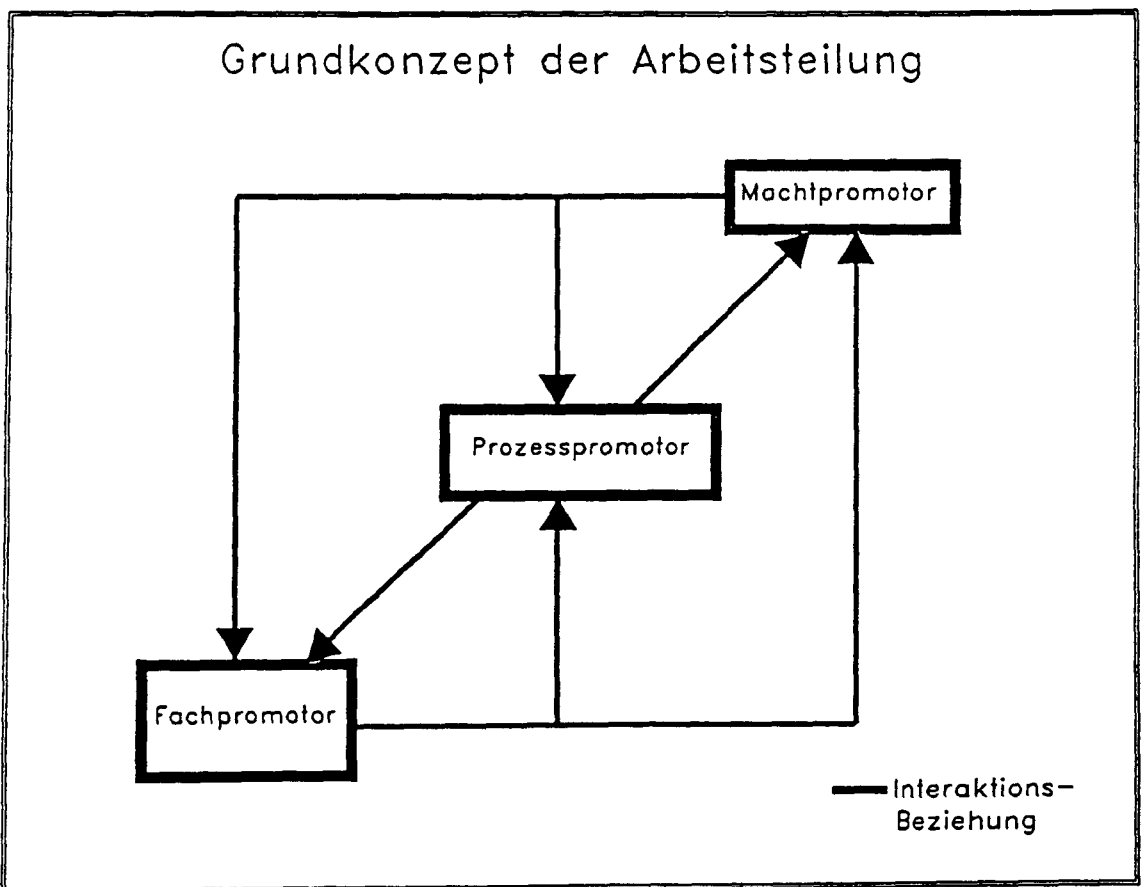 Grundkonzept der Arbeitsteilung
Machtpromotor
Prozesspromotor
Fachpromotor
Interaktions-
Beziehung